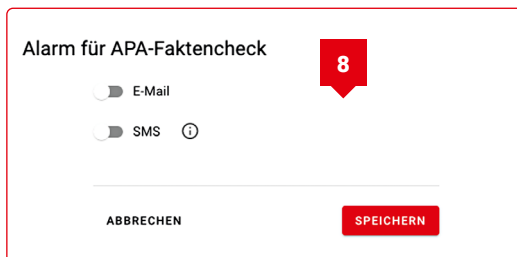 Alarm für APA-Faktencheck
8
E-Mail
SMS
ABBRECHEN
SPEICHERN